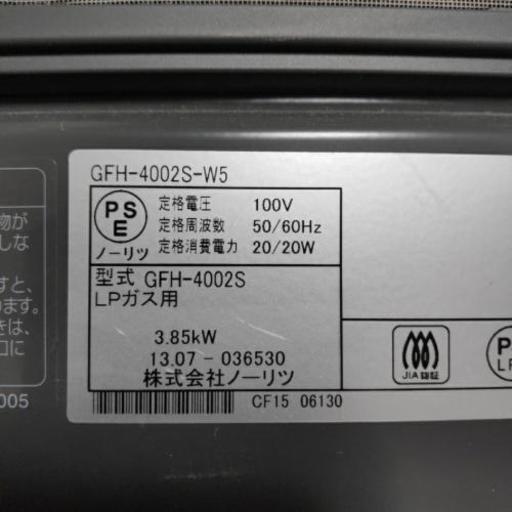 GFH-4002S-W5
PS
E
ノーリツ
定格電圧 100V
定格周波数 50/60Hz
定格消費電力 20/20W
型式 GFH-4002S
LPガス用
3.85kW
13.07-036530
株式会社ノーリツ
CF15 06130
JIA認証
物が
しな
すと、
ります。
きは、
口に
005